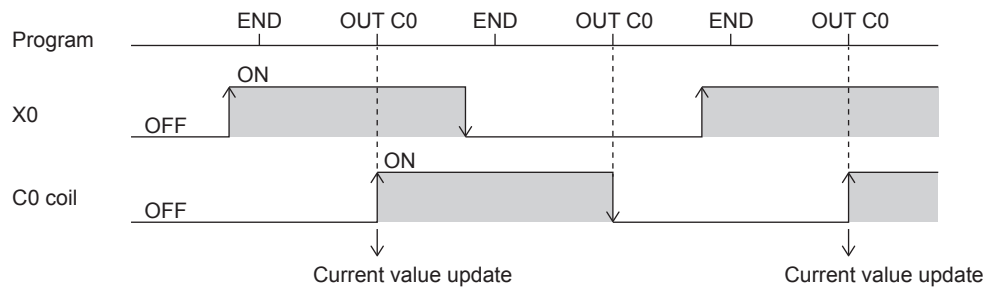 END OUT C0 END OUT C0 END OUT C0
Program
ON
X0
OFF
ON
C0 coil
OFF
Current value update Current value update